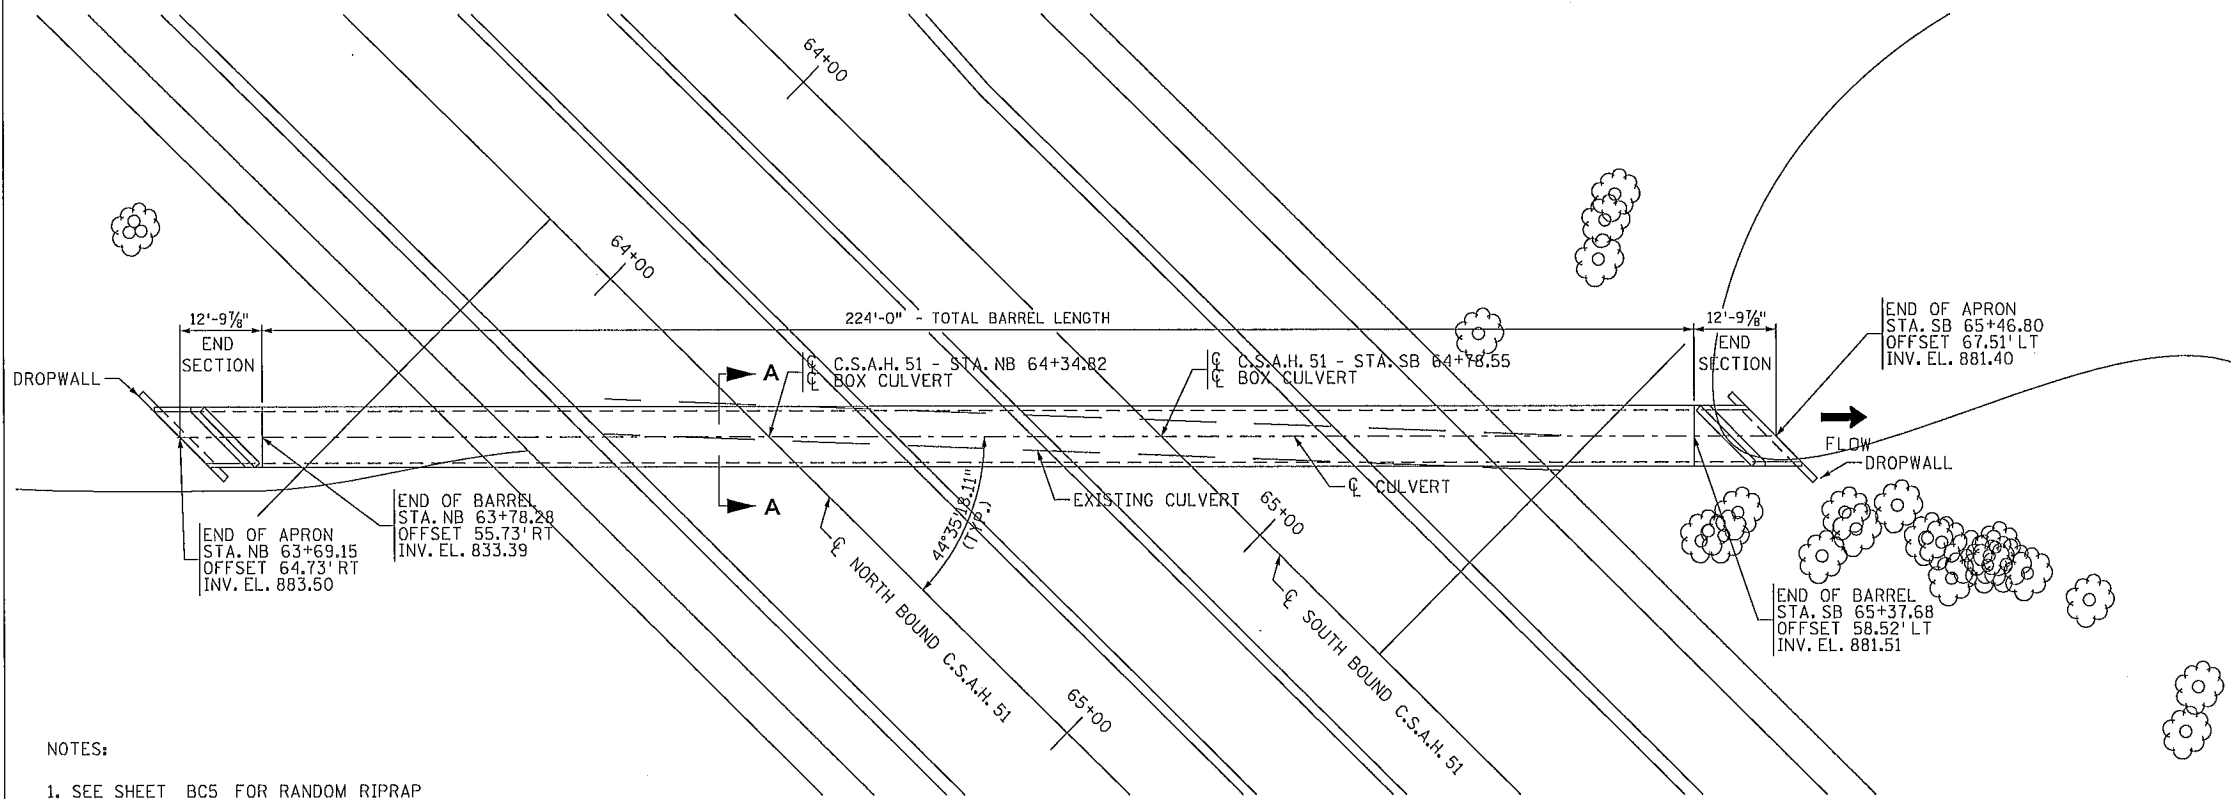 64+00
64+00
12'-9⅞"
END
SECTION
224'-0" - TOTAL BARREL LENGTH
12'-9⅞"
END
SECTION
END OF APRON
STA. SB 65+46.80
OFFSET 67.51' LT
INV. EL. 881.40
DROPWALL
A
℄ C.S.A.H. 51 - STA. NB 64+34.82
℄ BOX CULVERT
℄ C.S.A.H. 51 - STA. SB 64+78.55
℄ BOX CULVERT
FLOW
DROPWALL
A
EXISTING CULVERT
℄ CULVERT
END OF APRON
STA. NB 63+69.15
OFFSET 64.73' RT
INV. EL. 883.50
END OF BARREL
STA. NB 63+78.28
OFFSET 55.73' RT
INV. EL. 833.39
44°35'18.11"
(TYP.)
65+00
℄ NORTH BOUND C.S.A.H. 51
℄ SOUTH BOUND C.S.A.H. 51
65+00
END OF BARREL
STA. SB 65+37.68
OFFSET 58.52' LT
INV. EL. 881.51
NOTES:
1. SEE SHEET BC5 FOR RANDOM RIPRAP